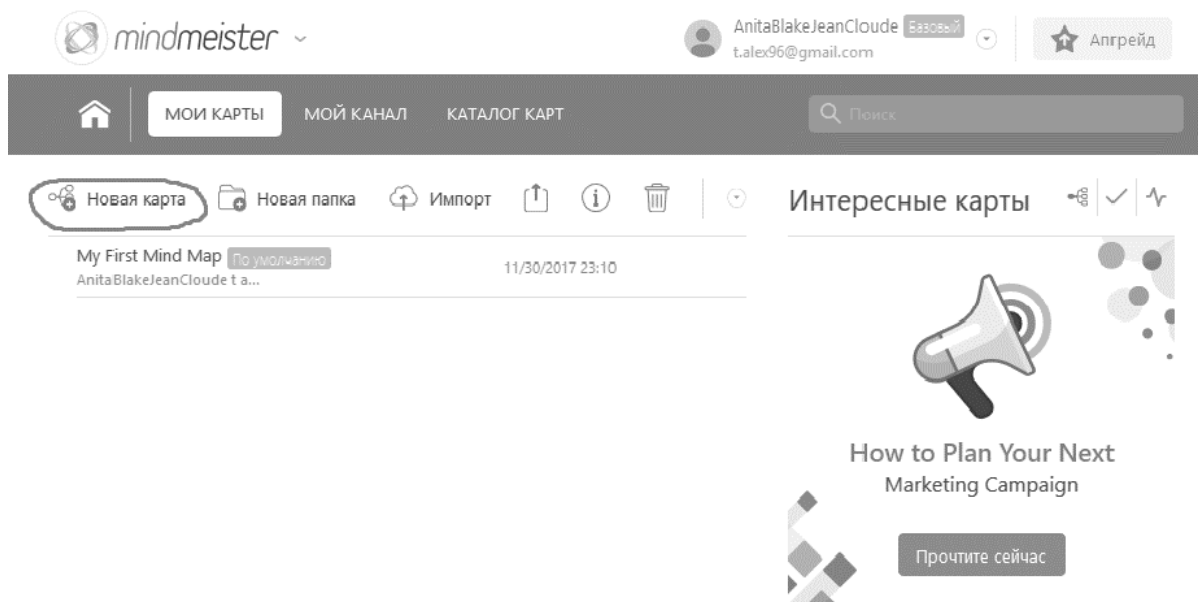 mindmeister
AnitaBlakeJeanCloude Базовый
t.alex96@gmail.com
Апгрейд
МОИ КАРТЫ МОЙ КАНАЛ КАТАЛОГ КАРТ
Поиск
Новая карта Новая папка Импорт
Интересные карты
My First Mind Map По умолчанию
AnitaBlakeJeanCloude t a...
11/30/2017 23:10
How to Plan Your Next
Marketing Campaign
Прочтите сейчас